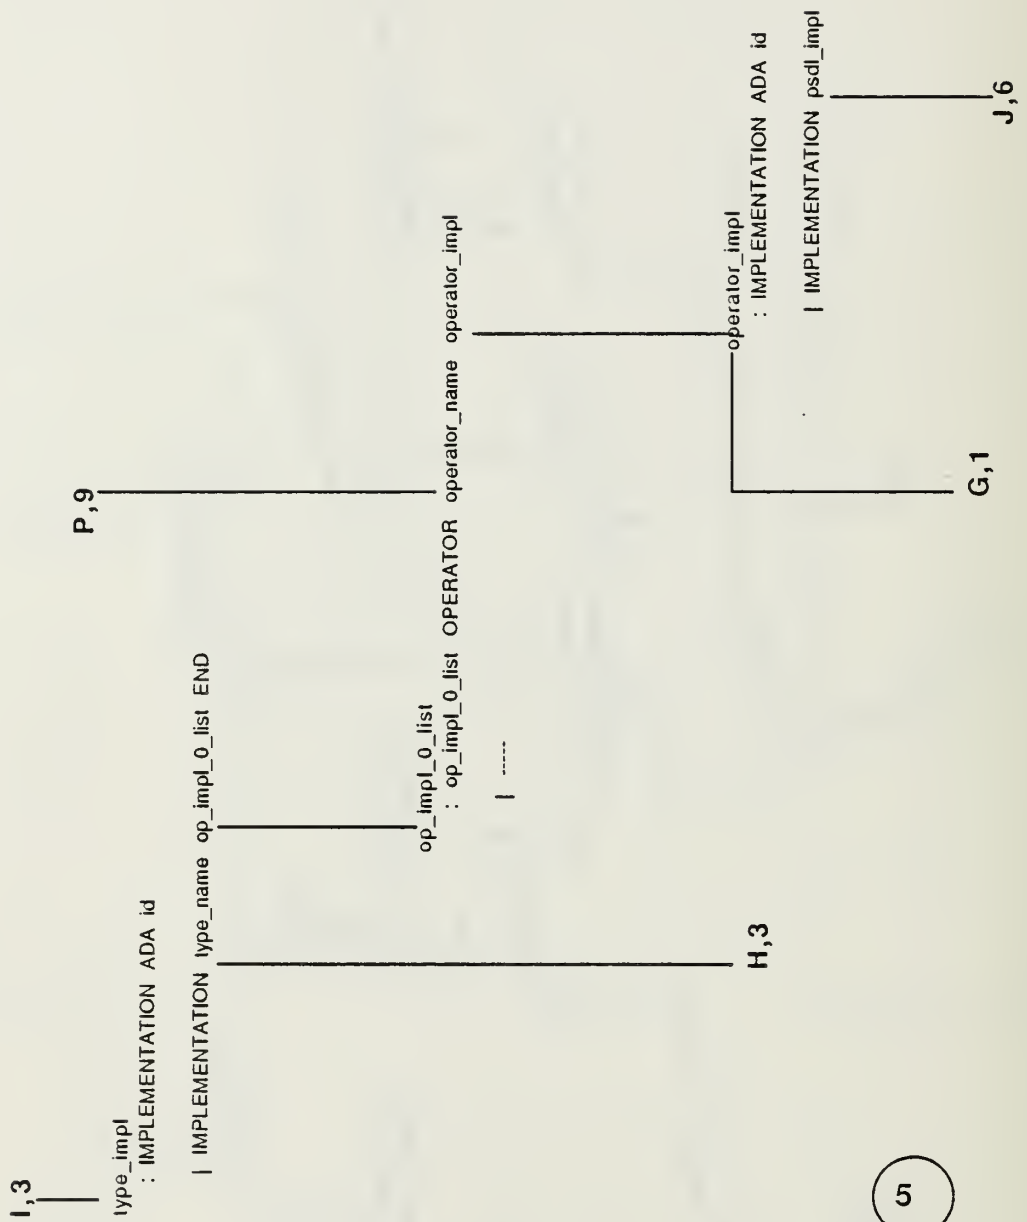 I,3
type_impl
: IMPLEMENTATION ADA id
| IMPLEMENTATION type_name op_impl_0_list END
H,3
P,9
op_impl_0_list
: op_impl_0_list OPERATOR operator_name operator_impl
| -----
operator_impl
: IMPLEMENTATION ADA id
| IMPLEMENTATION psdl_impl
G,1
J,6
5